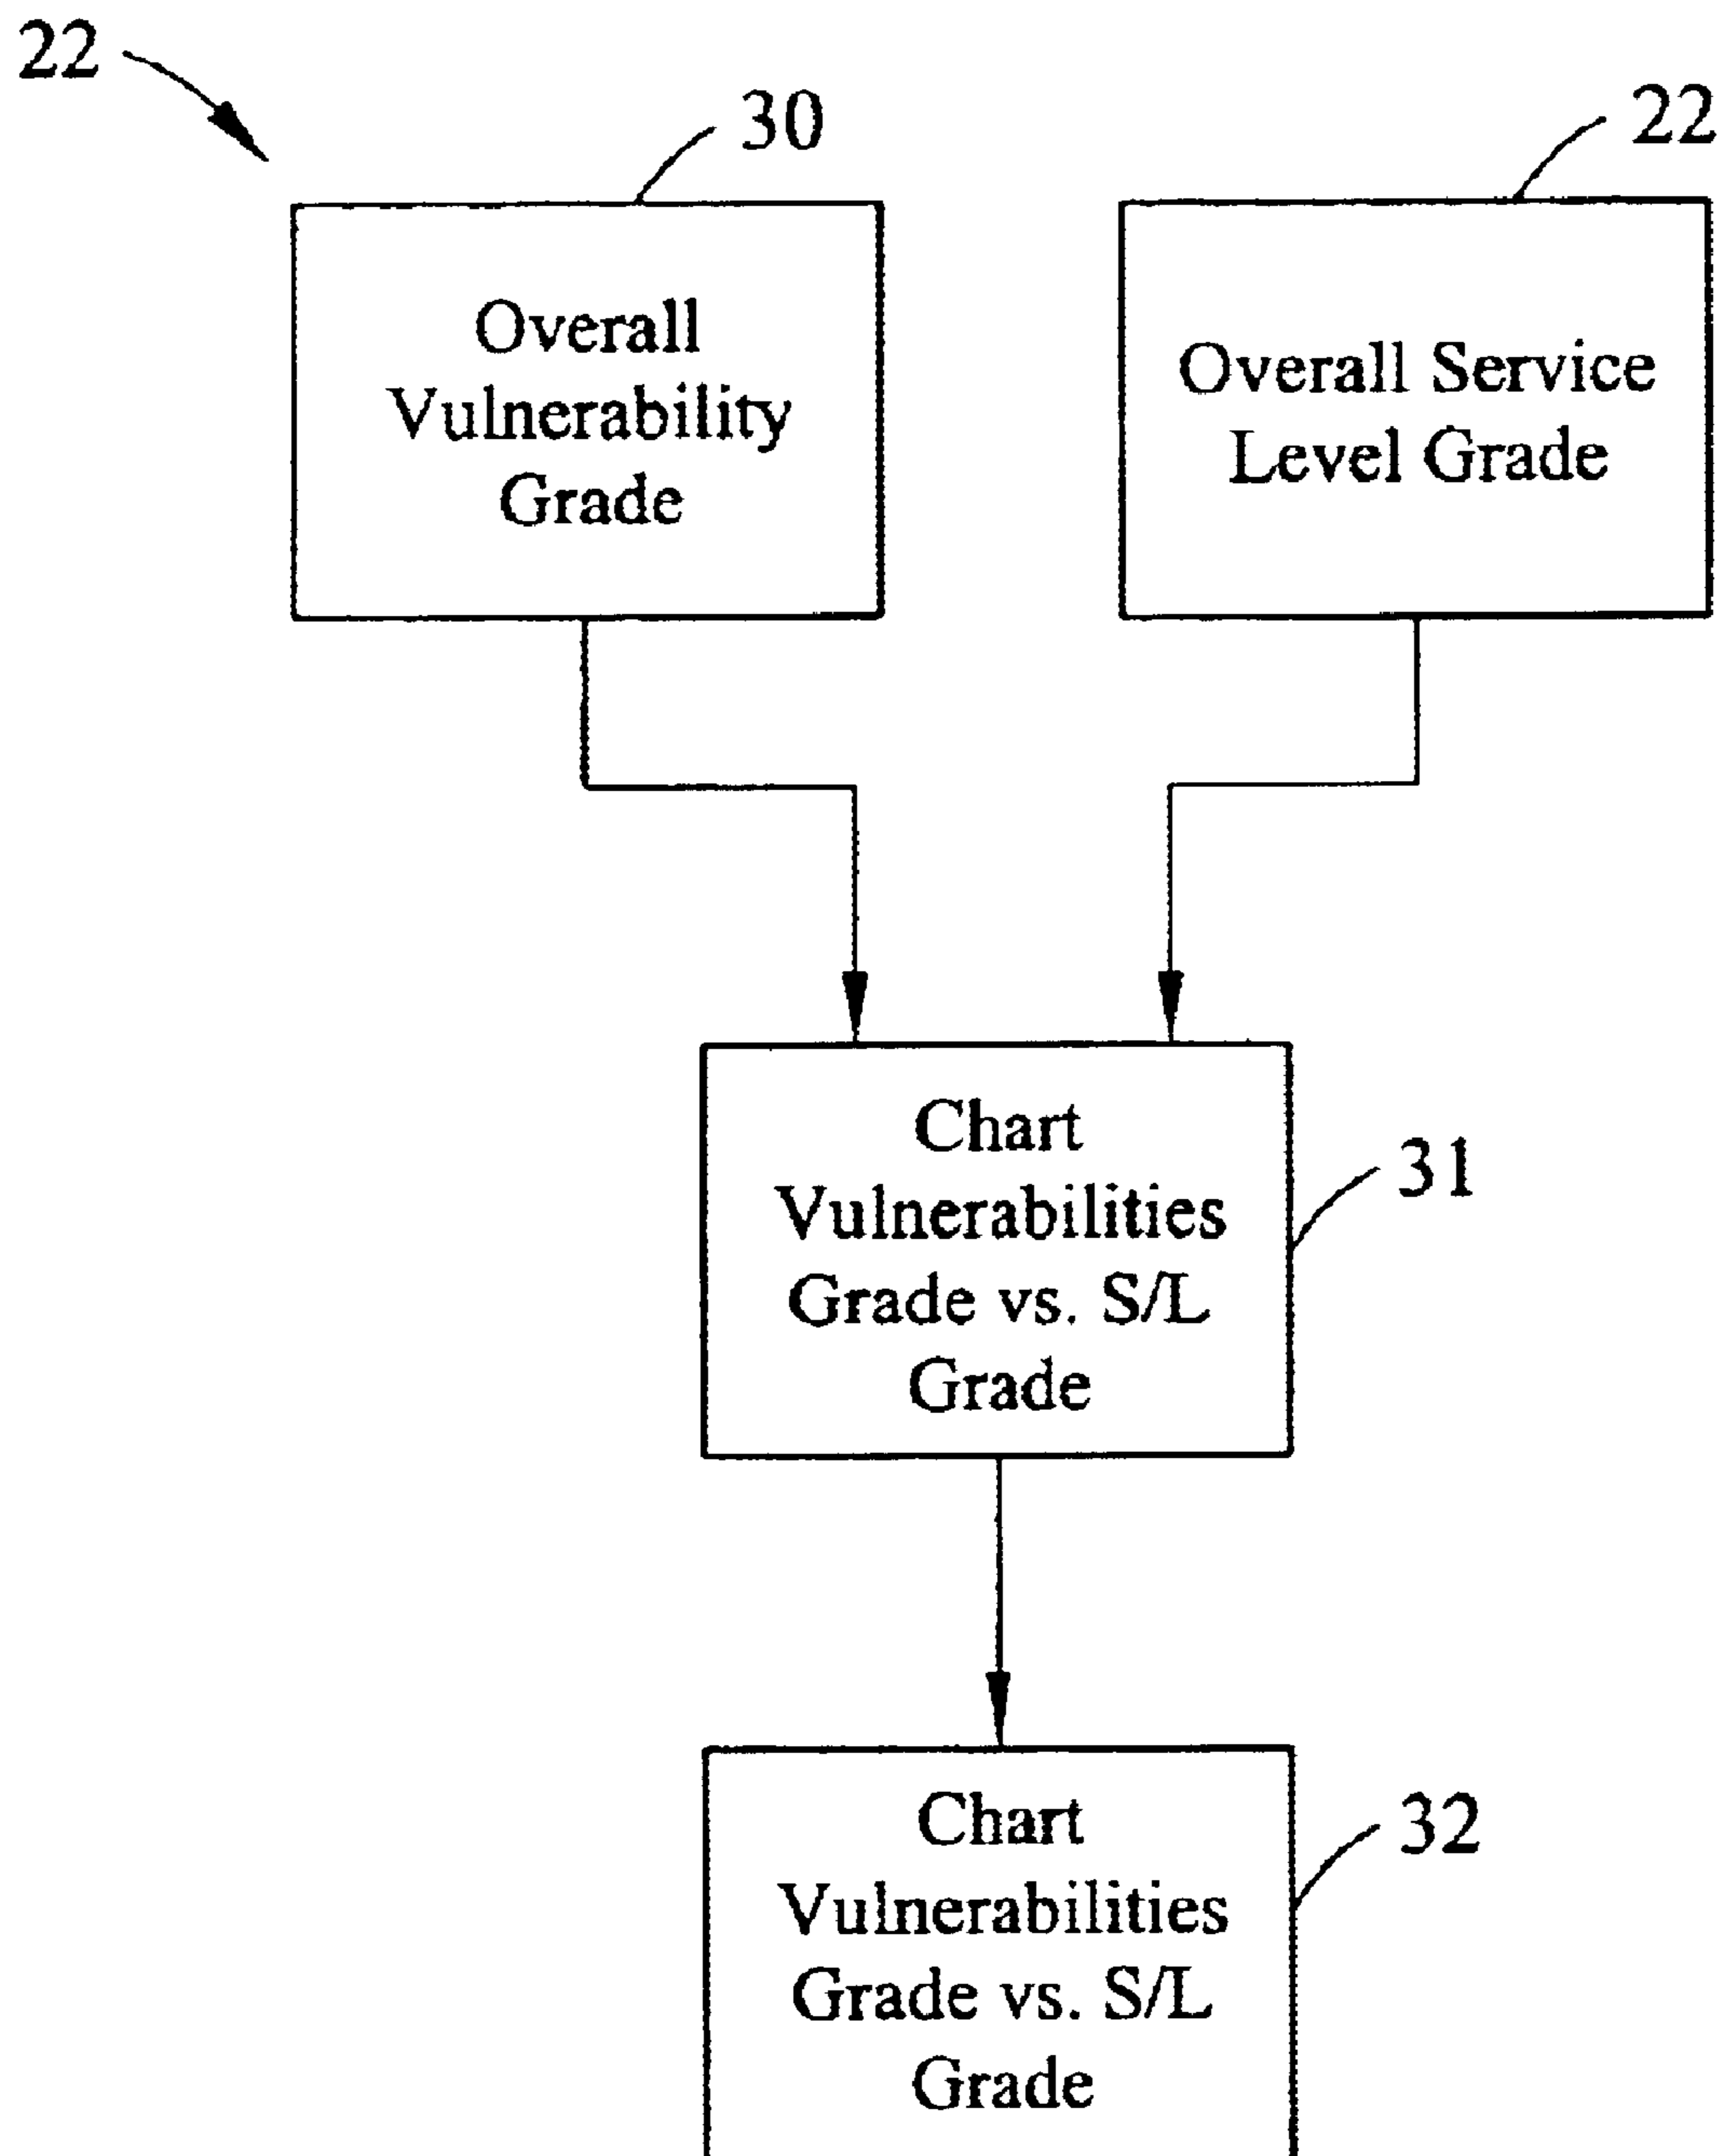 22
30
22
Overall
Vulnerability
Grade
Overall Service
Level Grade
Chart
Vulnerabilities
Grade vs. S/L
Grade
31
Chart
Vulnerabilities
Grade vs. S/L
Grade
32